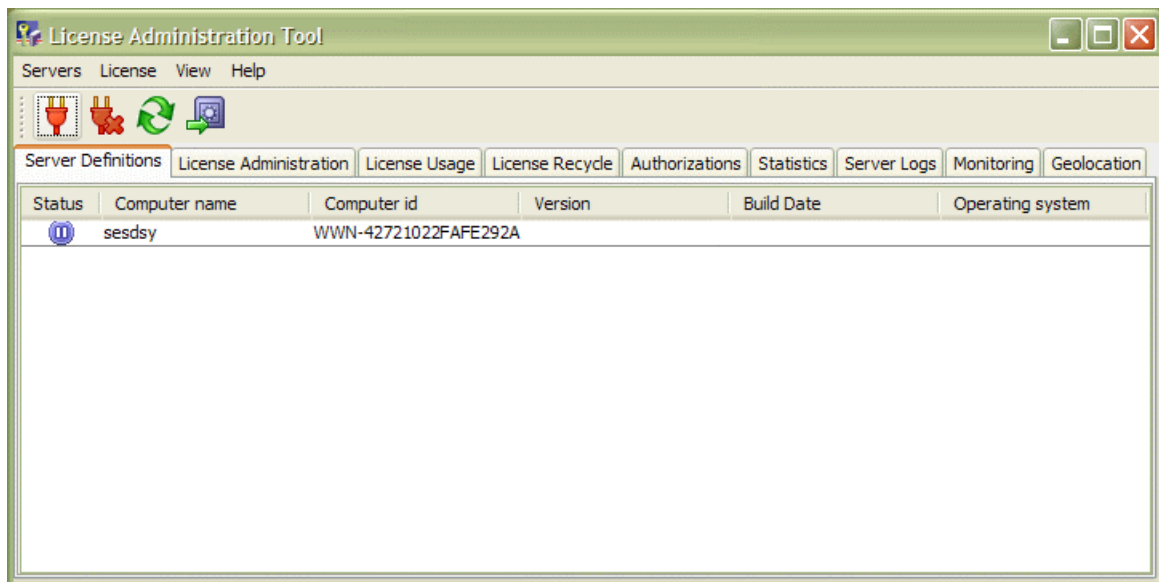 License Administration Tool
Servers License View Help
Server Definitions License Administration License Usage License Recycle Authorizations Statistics Server Logs Monitoring Geolocation
Status Computer name Computer id Version Build Date Operating system
sesdsy WWN-42721022FAFE292A